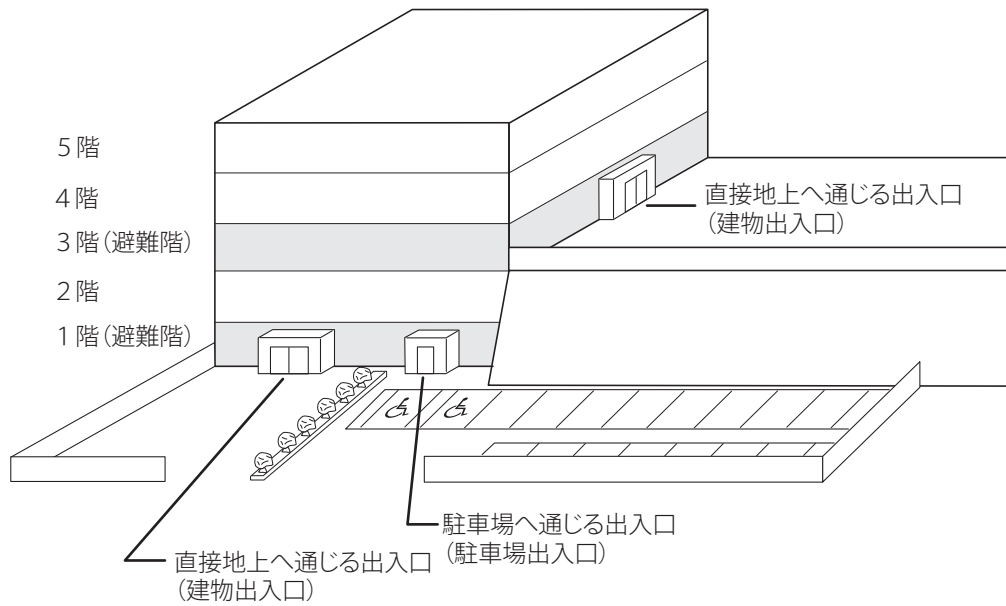 5階
4階
3階（避難階）
2階
1階（避難階）
直接地上へ通じる出入口
（建物出入口）
駐車場へ通じる出入口
（駐車場出入口）
直接地上へ通じる出入口
（建物出入口）